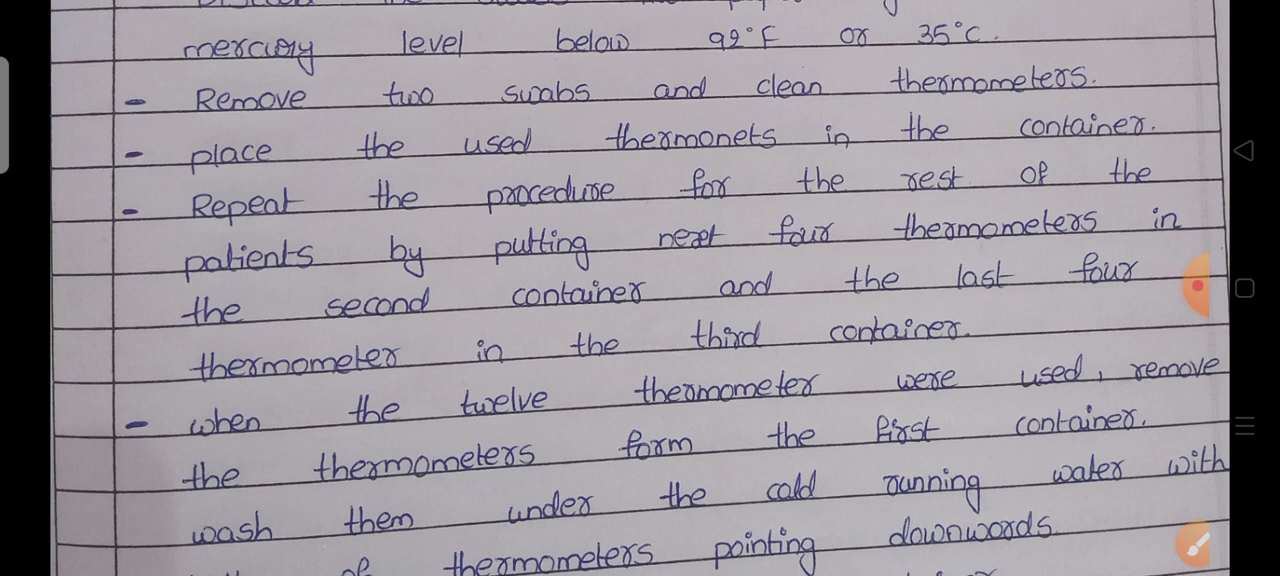 mercury level below 92°F or 35°C.
- Remove two swabs and clean thermometers.
- place the used thermonets in the container.
- Repeat the procedure for the rest of the
patients by putting next four thermometers in
the second container and the last four
thermometer in the third container.
- when the twelve thermometer were used, remove
the thermometers form the first container.
wash them under the cold running water with
of thermometers pointing downwords.